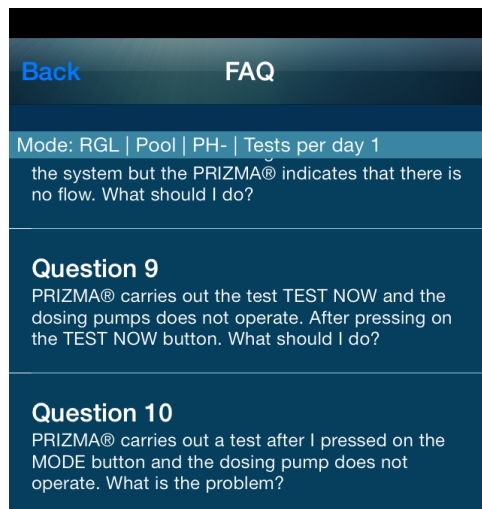 Back
FAQ
Mode: RGL | Pool | PH- | Tests per day 1
the system but the PRIZMA® indicates that there is
no flow. What should I do?
Question 9
PRIZMA® carries out the test TEST NOW and the
dosing pumps does not operate. After pressing on
the TEST NOW button. What should I do?
Question 10
PRIZMA® carries out a test after I pressed on the
MODE button and the dosing pump does not
operate. What is the problem?